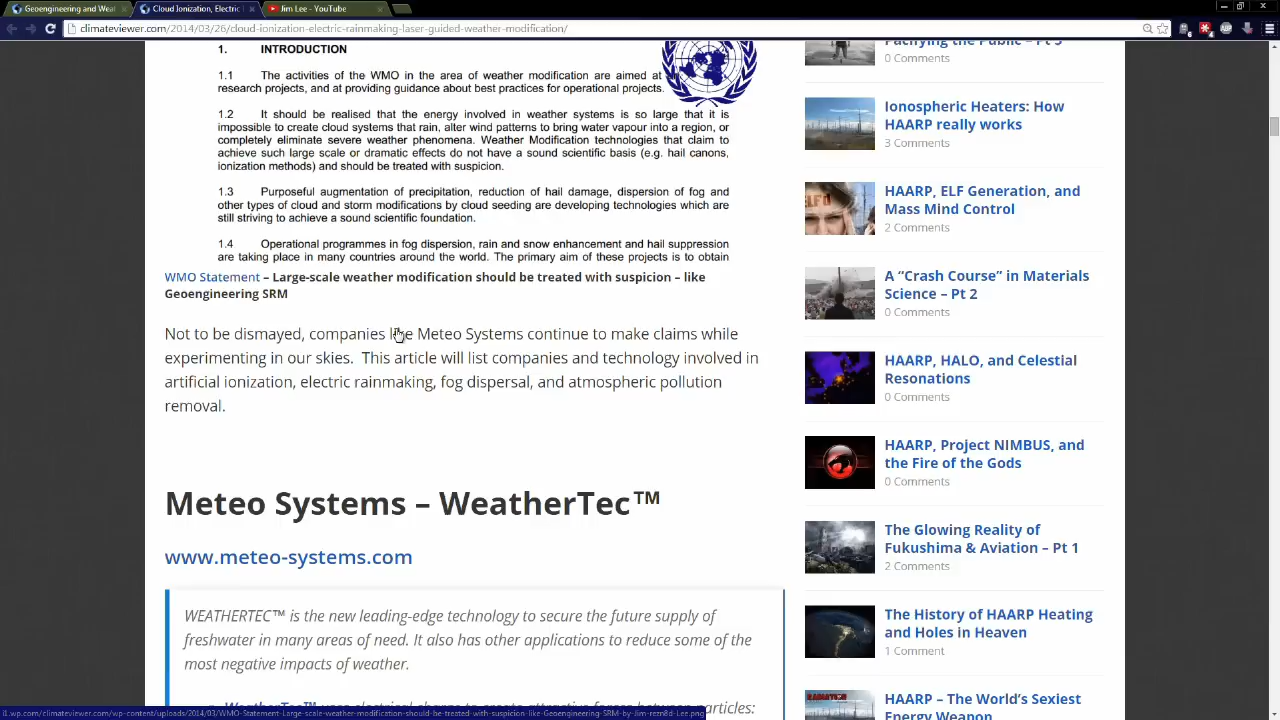 Geoengineering and Weat
Cloud Ionization, Electric
Jim Lee - YouTube
climateviewer.com/2014/03/26/cloud-ionization-electric-rainmaking-laser-guided-weather-modification/
1. INTRODUCTION
1.1 The activities of the WMO in the area of weather modification are aimed at
research projects, and at providing guidance about best practices for operational projects.
1.2 It should be realised that the energy involved in weather systems is so large that it is
impossible to create cloud systems that rain, alter wind patterns to bring water vapour into a region, or
completely eliminate severe weather phenomena. Weather Modification technologies that claim to
achieve such large scale or dramatic effects do not have a sound scientific basis (e.g. hail canons,
ionization methods) and should be treated with suspicion.
1.3 Purposeful augmentation of precipitation, reduction of hail damage, dispersion of fog and
other types of cloud and storm modifications by cloud seeding are developing technologies which are
still striving to achieve a sound scientific foundation.
1.4 Operational programmes in fog dispersion, rain and snow enhancement and hail suppression
are taking place in many countries around the world. The primary aim of these projects is to obtain
WMO Statement – Large-scale weather modification should be treated with suspicion – like
Geoengineering SRM
Not to be dismayed, companies like Meteo Systems continue to make claims while
experimenting in our skies. This article will list companies and technology involved in
artificial ionization, electric rainmaking, fog dispersal, and atmospheric pollution
removal.
Meteo Systems – WeatherTec™
www.meteo-systems.com
WEATHERTEC™ is the new leading-edge technology to secure the future supply of
freshwater in many areas of need. It also has other applications to reduce some of the
most negative impacts of weather.
WeatherTec™ uses electrical charge to create attractive forces between particles:
Pacifying the Public – Pt 3
0 Comments
Ionospheric Heaters: How
HAARP really works
3 Comments
HAARP, ELF Generation, and
Mass Mind Control
2 Comments
A “Crash Course” in Materials
Science – Pt 2
0 Comments
HAARP, HALO, and Celestial
Resonations
0 Comments
HAARP, Project NIMBUS, and
the Fire of the Gods
0 Comments
The Glowing Reality of
Fukushima & Aviation – Pt 1
2 Comments
The History of HAARP Heating
and Holes in Heaven
1 Comment
HAARP – The World’s Sexiest
Energy Weapon